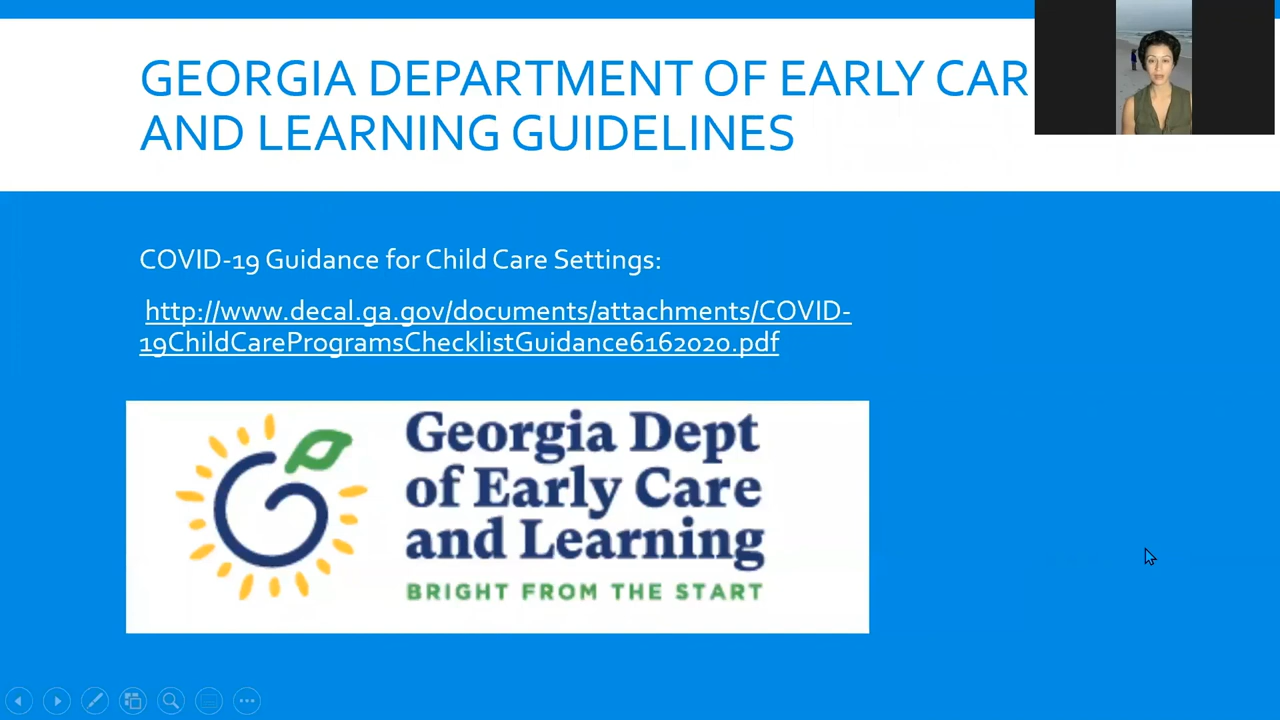 GEORGIA DEPARTMENT OF EARLY CAR
AND LEARNING GUIDELINES
COVID-19 Guidance for Child Care Settings:
http://www.decal.ga.gov/documents/attachments/COVID-
19ChildCareProgramsChecklistGuidance6162020.pdf
Georgia Dept
of Early Care
and Learning
BRIGHT FROM THE START